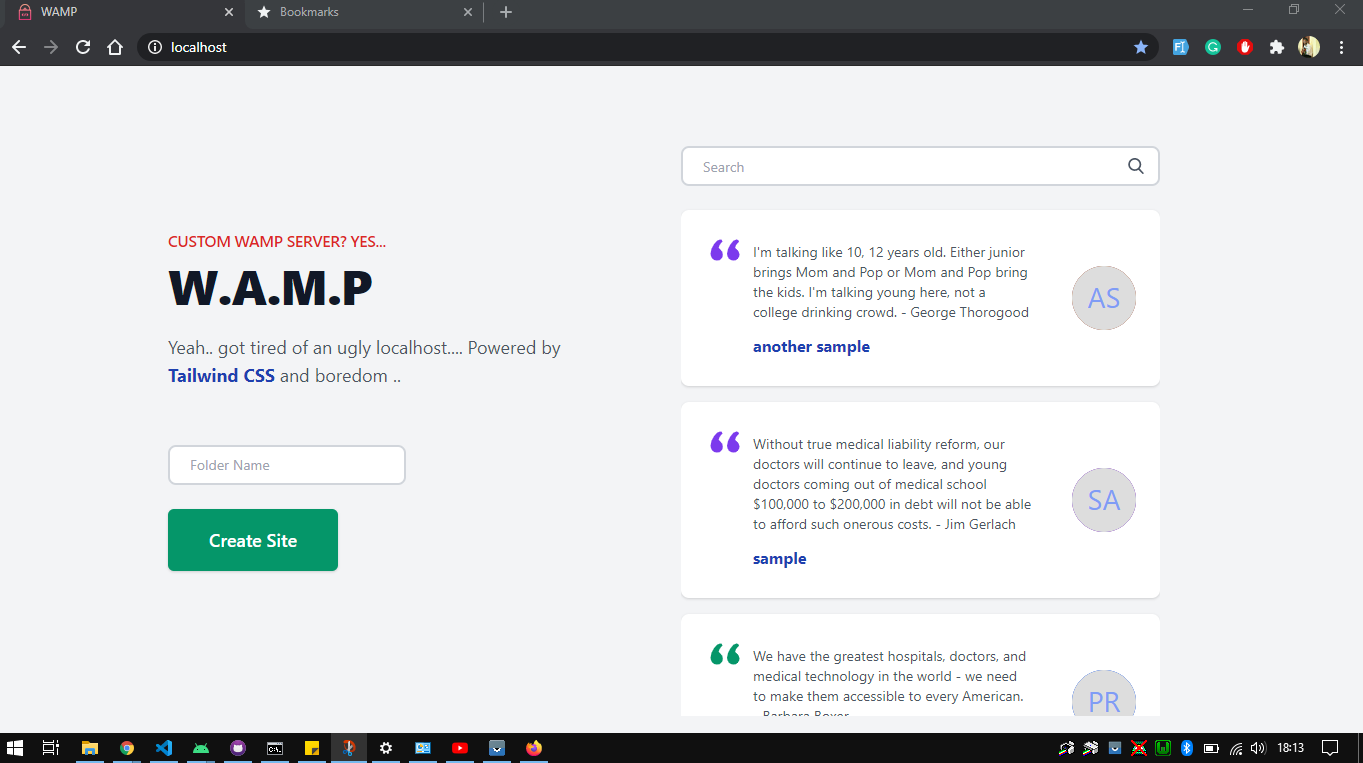 WAMP
Bookmarks
localhost
Search
CUSTOM WAMP SERVER? YES...
W.A.M.P
Yeah.. got tired of an ugly localhost.... Powered by
Tailwind CSS and boredom ..
Folder Name
Create Site
I'm talking like 10, 12 years old. Either junior
brings Mom and Pop or Mom and Pop bring
the kids. I'm talking young here, not a
college drinking crowd. - George Thorogood
another sample
AS
Without true medical liability reform, our
doctors will continue to leave, and young
doctors coming out of medical school
$100,000 to $200,000 in debt will not be able
to afford such onerous costs. - Jim Gerlach
sample
SA
We have the greatest hospitals, doctors, and
medical technology in the world - we need
to make them accessible to every American.
- Barbara Boxer
PR
18:13